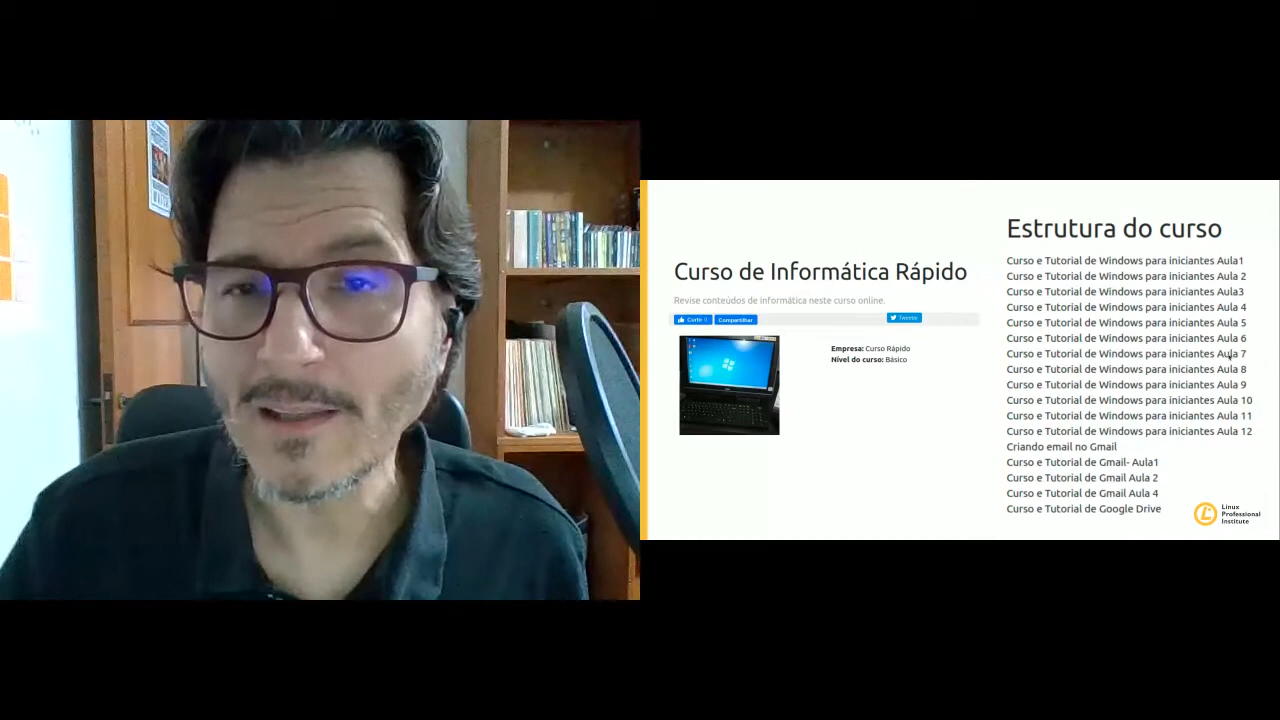 Curso de Informática Rápido
Revise conteúdos de informática neste curso online.
Curtir 0
Compartilhar
Tweetar
Empresa: Curso Rápido
Nível do curso: Básico
Estrutura do curso
Curso e Tutorial de Windows para iniciantes Aula1
Curso e Tutorial de Windows para iniciantes Aula 2
Curso e Tutorial de Windows para iniciantes Aula3
Curso e Tutorial de Windows para iniciantes Aula 4
Curso e Tutorial de Windows para iniciantes Aula 5
Curso e Tutorial de Windows para iniciantes Aula 6
Curso e Tutorial de Windows para iniciantes Aula 7
Curso e Tutorial de Windows para iniciantes Aula 8
Curso e Tutorial de Windows para iniciantes Aula 9
Curso e Tutorial de Windows para iniciantes Aula 10
Curso e Tutorial de Windows para iniciantes Aula 11
Curso e Tutorial de Windows para iniciantes Aula 12
Criando email no Gmail
Curso e Tutorial de Gmail- Aula1
Curso e Tutorial de Gmail Aula 2
Curso e Tutorial de Gmail Aula 4
Curso e Tutorial de Google Drive
Linux
Professional
Institute